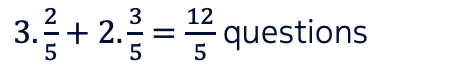 3. 2/5 + 2. 3/5 = 12/5 questions